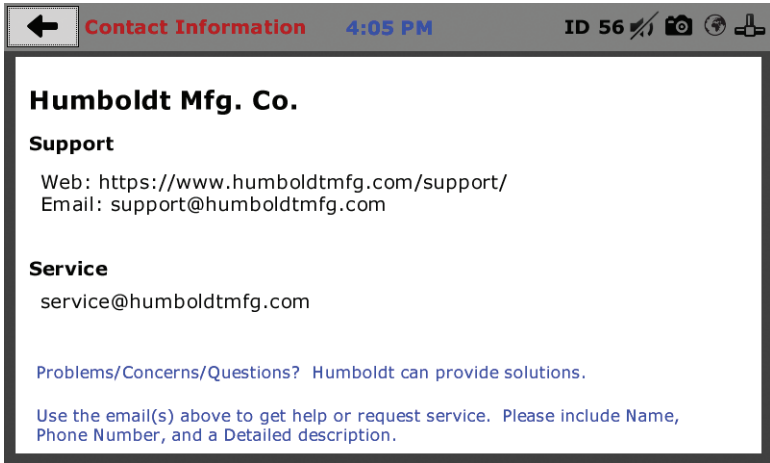 Contact Information 4:05 PM ID 56
Humboldt Mfg. Co.
Support
Web: https://www.humboldtmfg.com/support/
Email: support@humboldtmfg.com
Service
service@humboldtmfg.com
Problems/Concerns/Questions?  Humboldt can provide solutions.
Use the email(s) above to get help or request service.  Please include Name,
Phone Number, and a Detailed description.